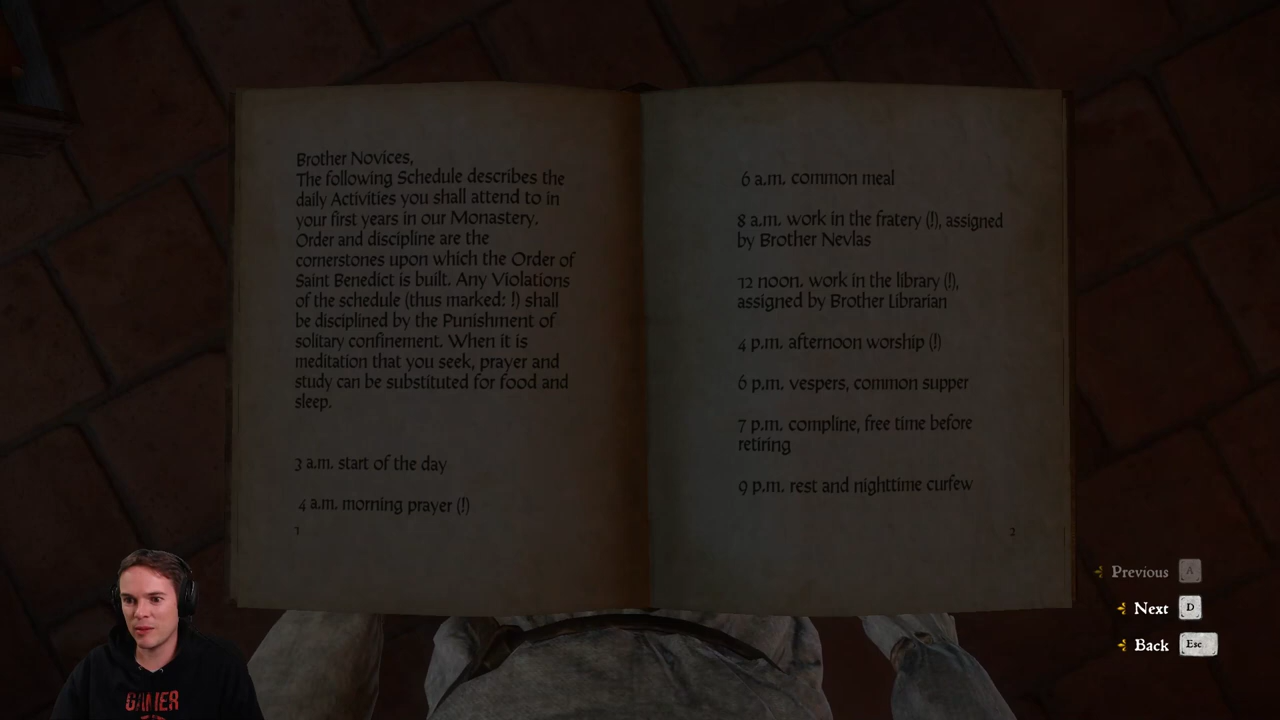 Brother Novices,
The following Schedule describes the
daily Activities you shall attend to in
your first years in our Monastery.
Order and discipline are the
cornerstones upon which the Order of
Saint Benedict is built. Any Violations
of the schedule (thus marked: !) shall
be disciplined by the Punishment of
solitary confinement. When it is
meditation that you seek, prayer and
study can be substituted for food and
sleep.
3 a.m. start of the day
4 a.m. morning prayer (!)
1
6 a.m. common meal
8 a.m. work in the fratery (!), assigned
by Brother Nevlas
12 noon. work in the library (!),
assigned by Brother Librarian
4 p.m. afternoon worship (!)
6 p.m. vespers, common supper
7 p.m. compline, free time before
retiring
9 p.m. rest and nighttime curfew
2
Previous A
Next D
Back Esc
GAMER